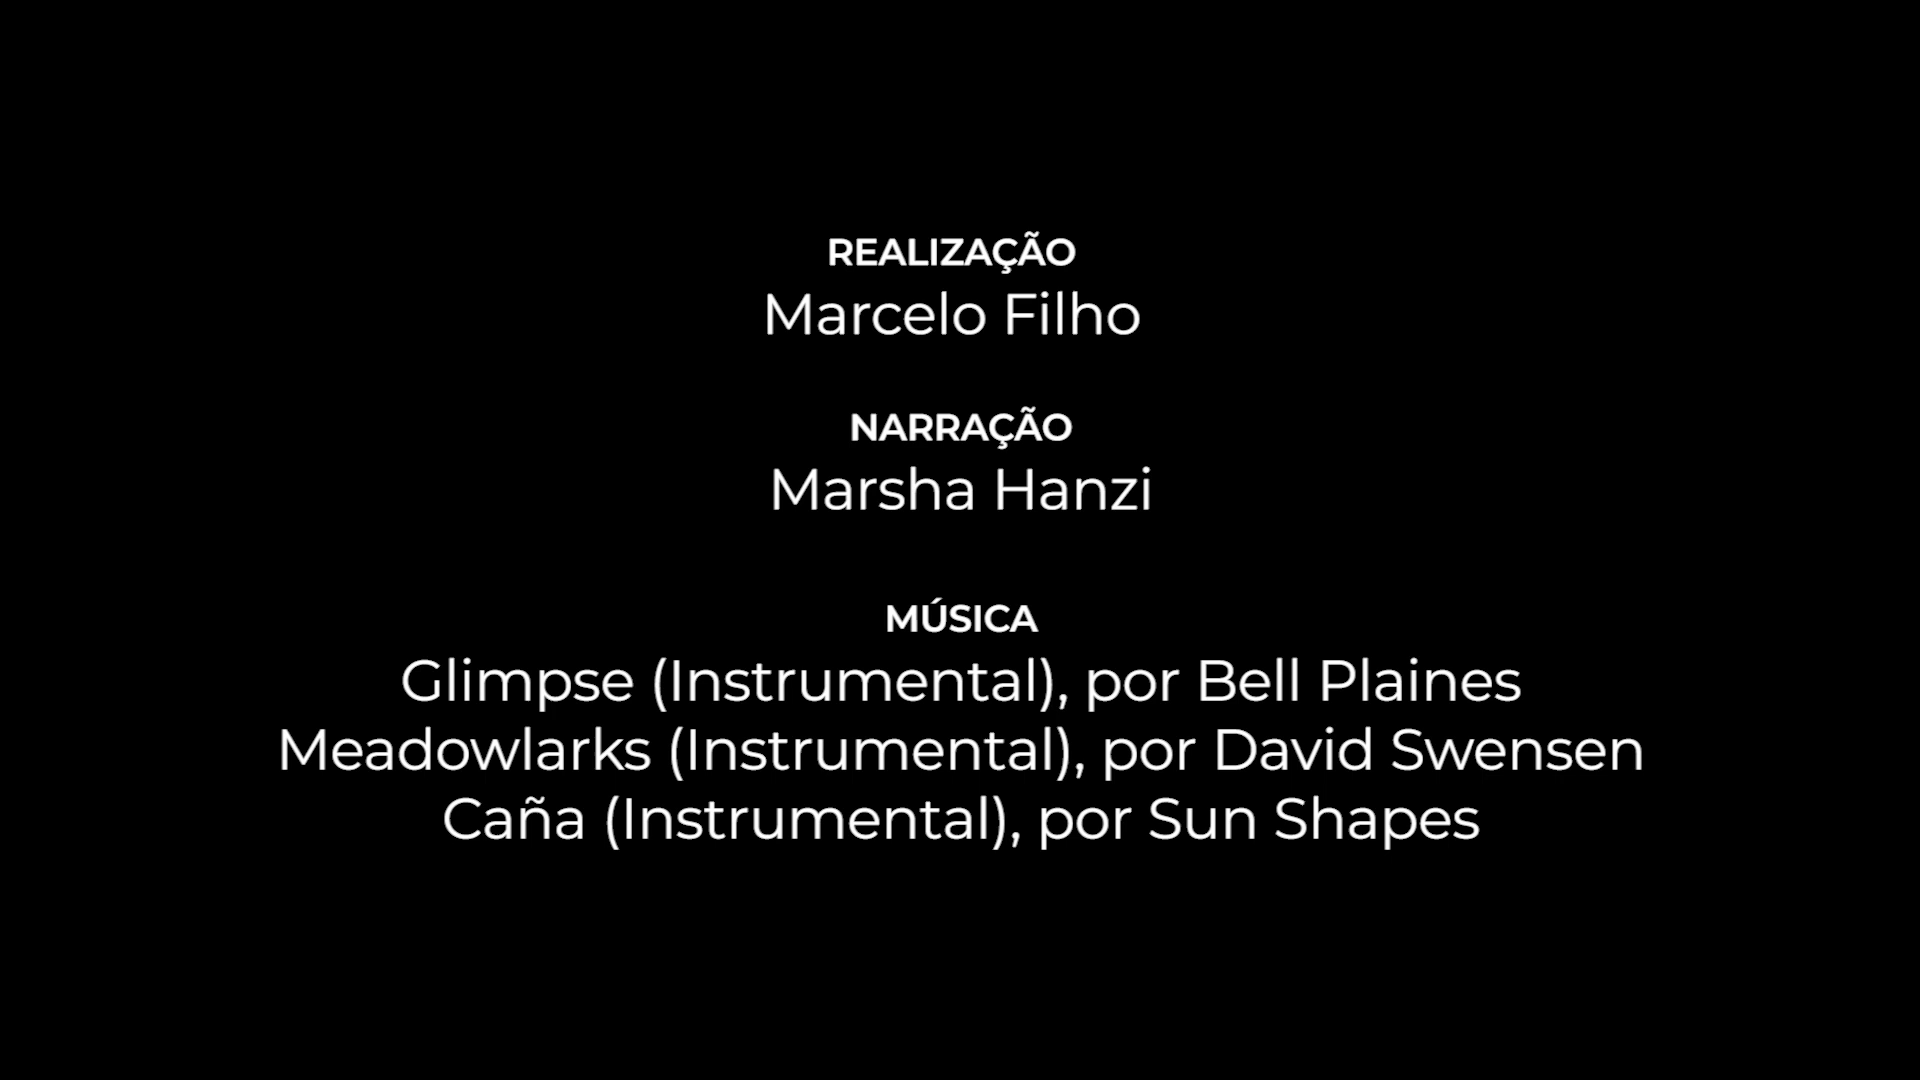 REALIZAÇÃO
Marcelo Filho
NARRAÇÃO
Marsha Hanzi
MÚSICA
Glimpse (Instrumental), por Bell Plaines
Meadowlarks (Instrumental), por David Swensen
Caña (Instrumental), por Sun Shapes